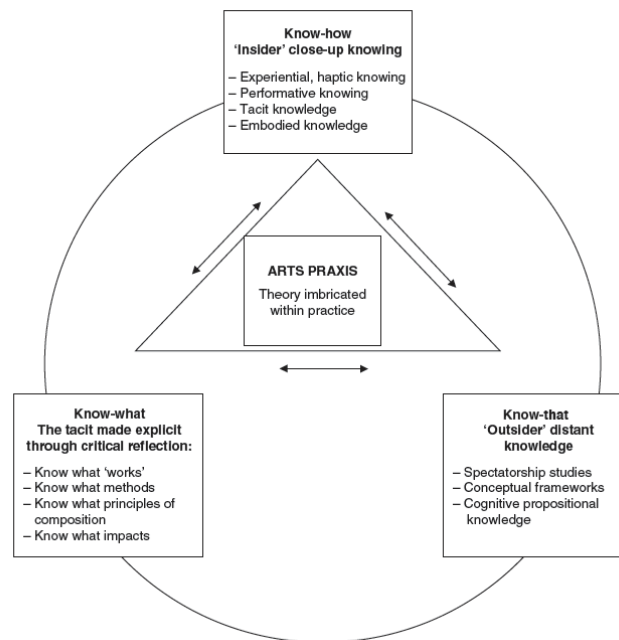 Know-how
‘Insider’ close-up knowing
– Experiential, haptic knowing
– Performative knowing
– Tacit knowledge
– Embodied knowledge
ARTS PRAXIS
Theory imbricated
within practice
Know-what
The tacit made explicit
through critical reflection:
– Know what ‘works’
– Know what methods
– Know what principles of
composition
– Know what impacts
Know-that
‘Outsider’ distant
knowledge
– Spectatorship studies
– Conceptual frameworks
– Cognitive propositional
knowledge